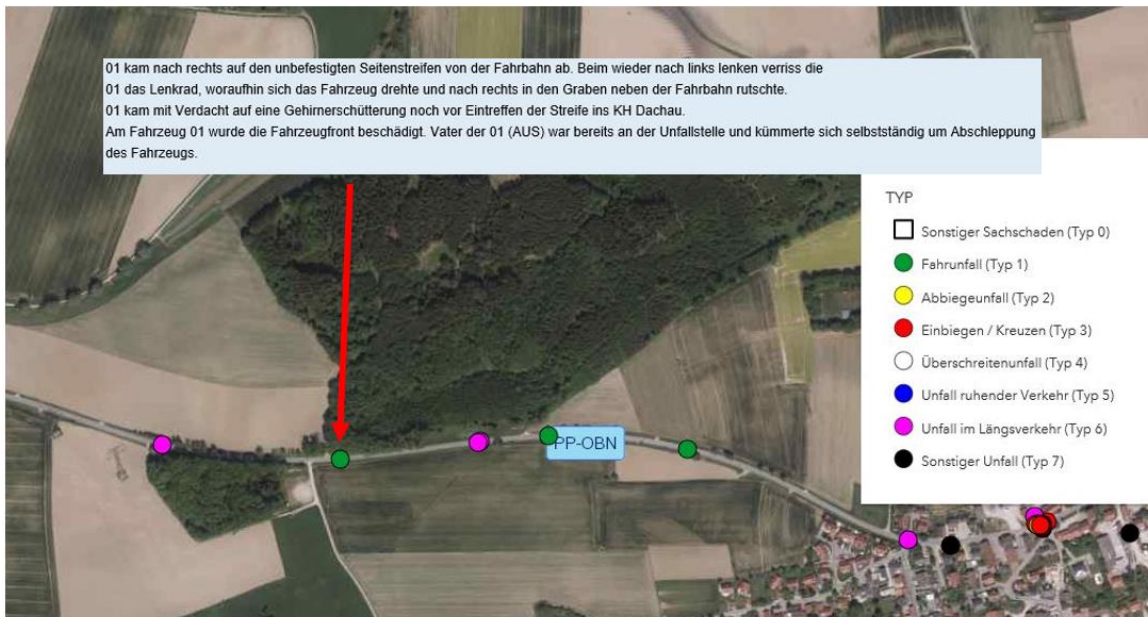 01 kam nach rechts auf den unbefestigten Seitenstreifen von der Fahrbahn ab. Beim wieder nach links lenken verriss die
01 das Lenkrad, woraufhin sich das Fahrzeug drehte und nach rechts in den Graben neben der Fahrbahn rutschte.
01 kam mit Verdacht auf eine Gehirnerschütterung noch vor Eintreffen der Streife ins KH Dachau.
Am Fahrzeug 01 wurde die Fahrzeugfront beschädigt. Vater der 01 (AUS) war bereits an der Unfallstelle und kümmerte sich selbstständig um Abschleppung
des Fahrzeugs.
TYP
Sonstiger Sachschaden (Typ 0)
Fahrunfall (Typ 1)
Abbiegeunfall (Typ 2)
Einbiegen / Kreuzen (Typ 3)
Überschreitenunfall (Typ 4)
Unfall ruhender Verkehr (Typ 5)
Unfall im Längsverkehr (Typ 6)
Sonstiger Unfall (Typ 7)
PP-OBN